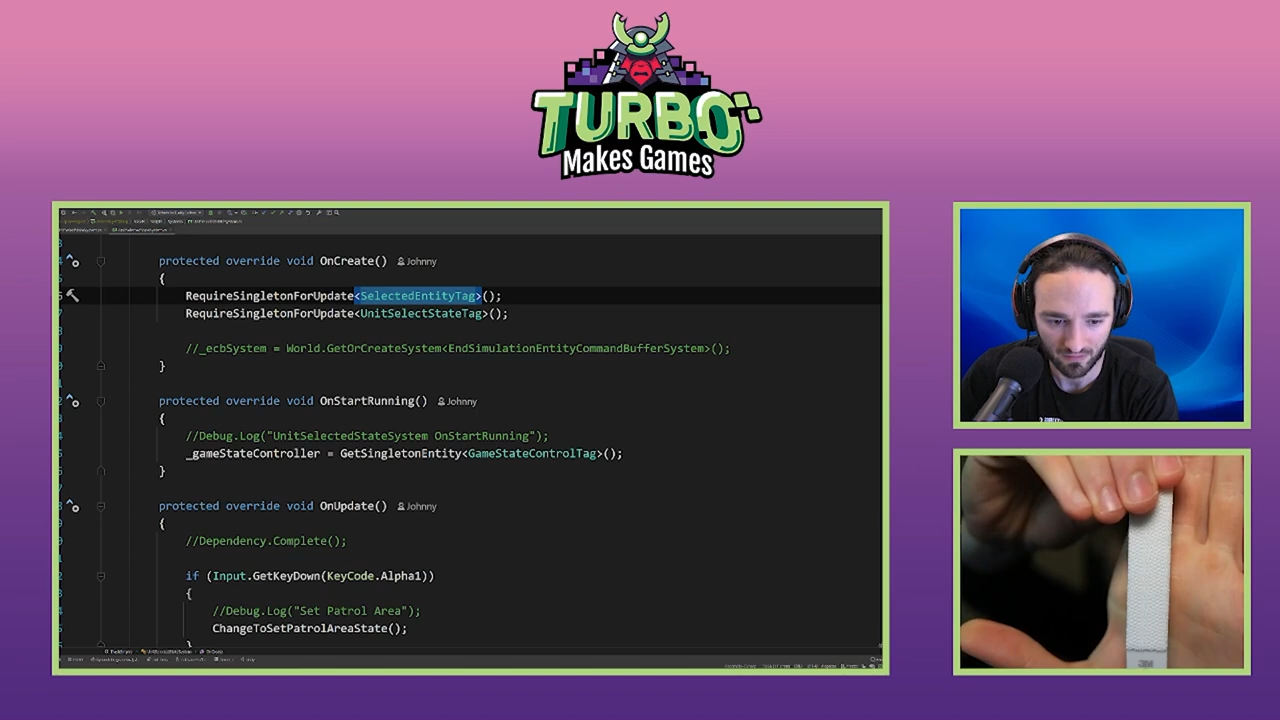 TURBO
Makes Games
protected override void OnCreate() Johnny
{
RequireSingletonForUpdate<SelectedEntityTag>();
RequireSingletonForUpdate<UnitSelectStateTag>();
//_ecbSystem = World.GetOrCreateSystem<EndSimulationEntityCommandBufferSystem>();
}
protected override void OnStartRunning() Johnny
{
//Debug.Log("UnitSelectedStateSystem OnStartRunning");
_gameStateController = GetSingletonEntity<GameStateControlTag>();
}
protected override void OnUpdate() Johnny
{
//Dependency.Complete();
if (Input.GetKeyDown(KeyCode.Alpha1))
{
//Debug.Log("Set Patrol Area");
ChangeToSetPatrolAreaState();
}
3M